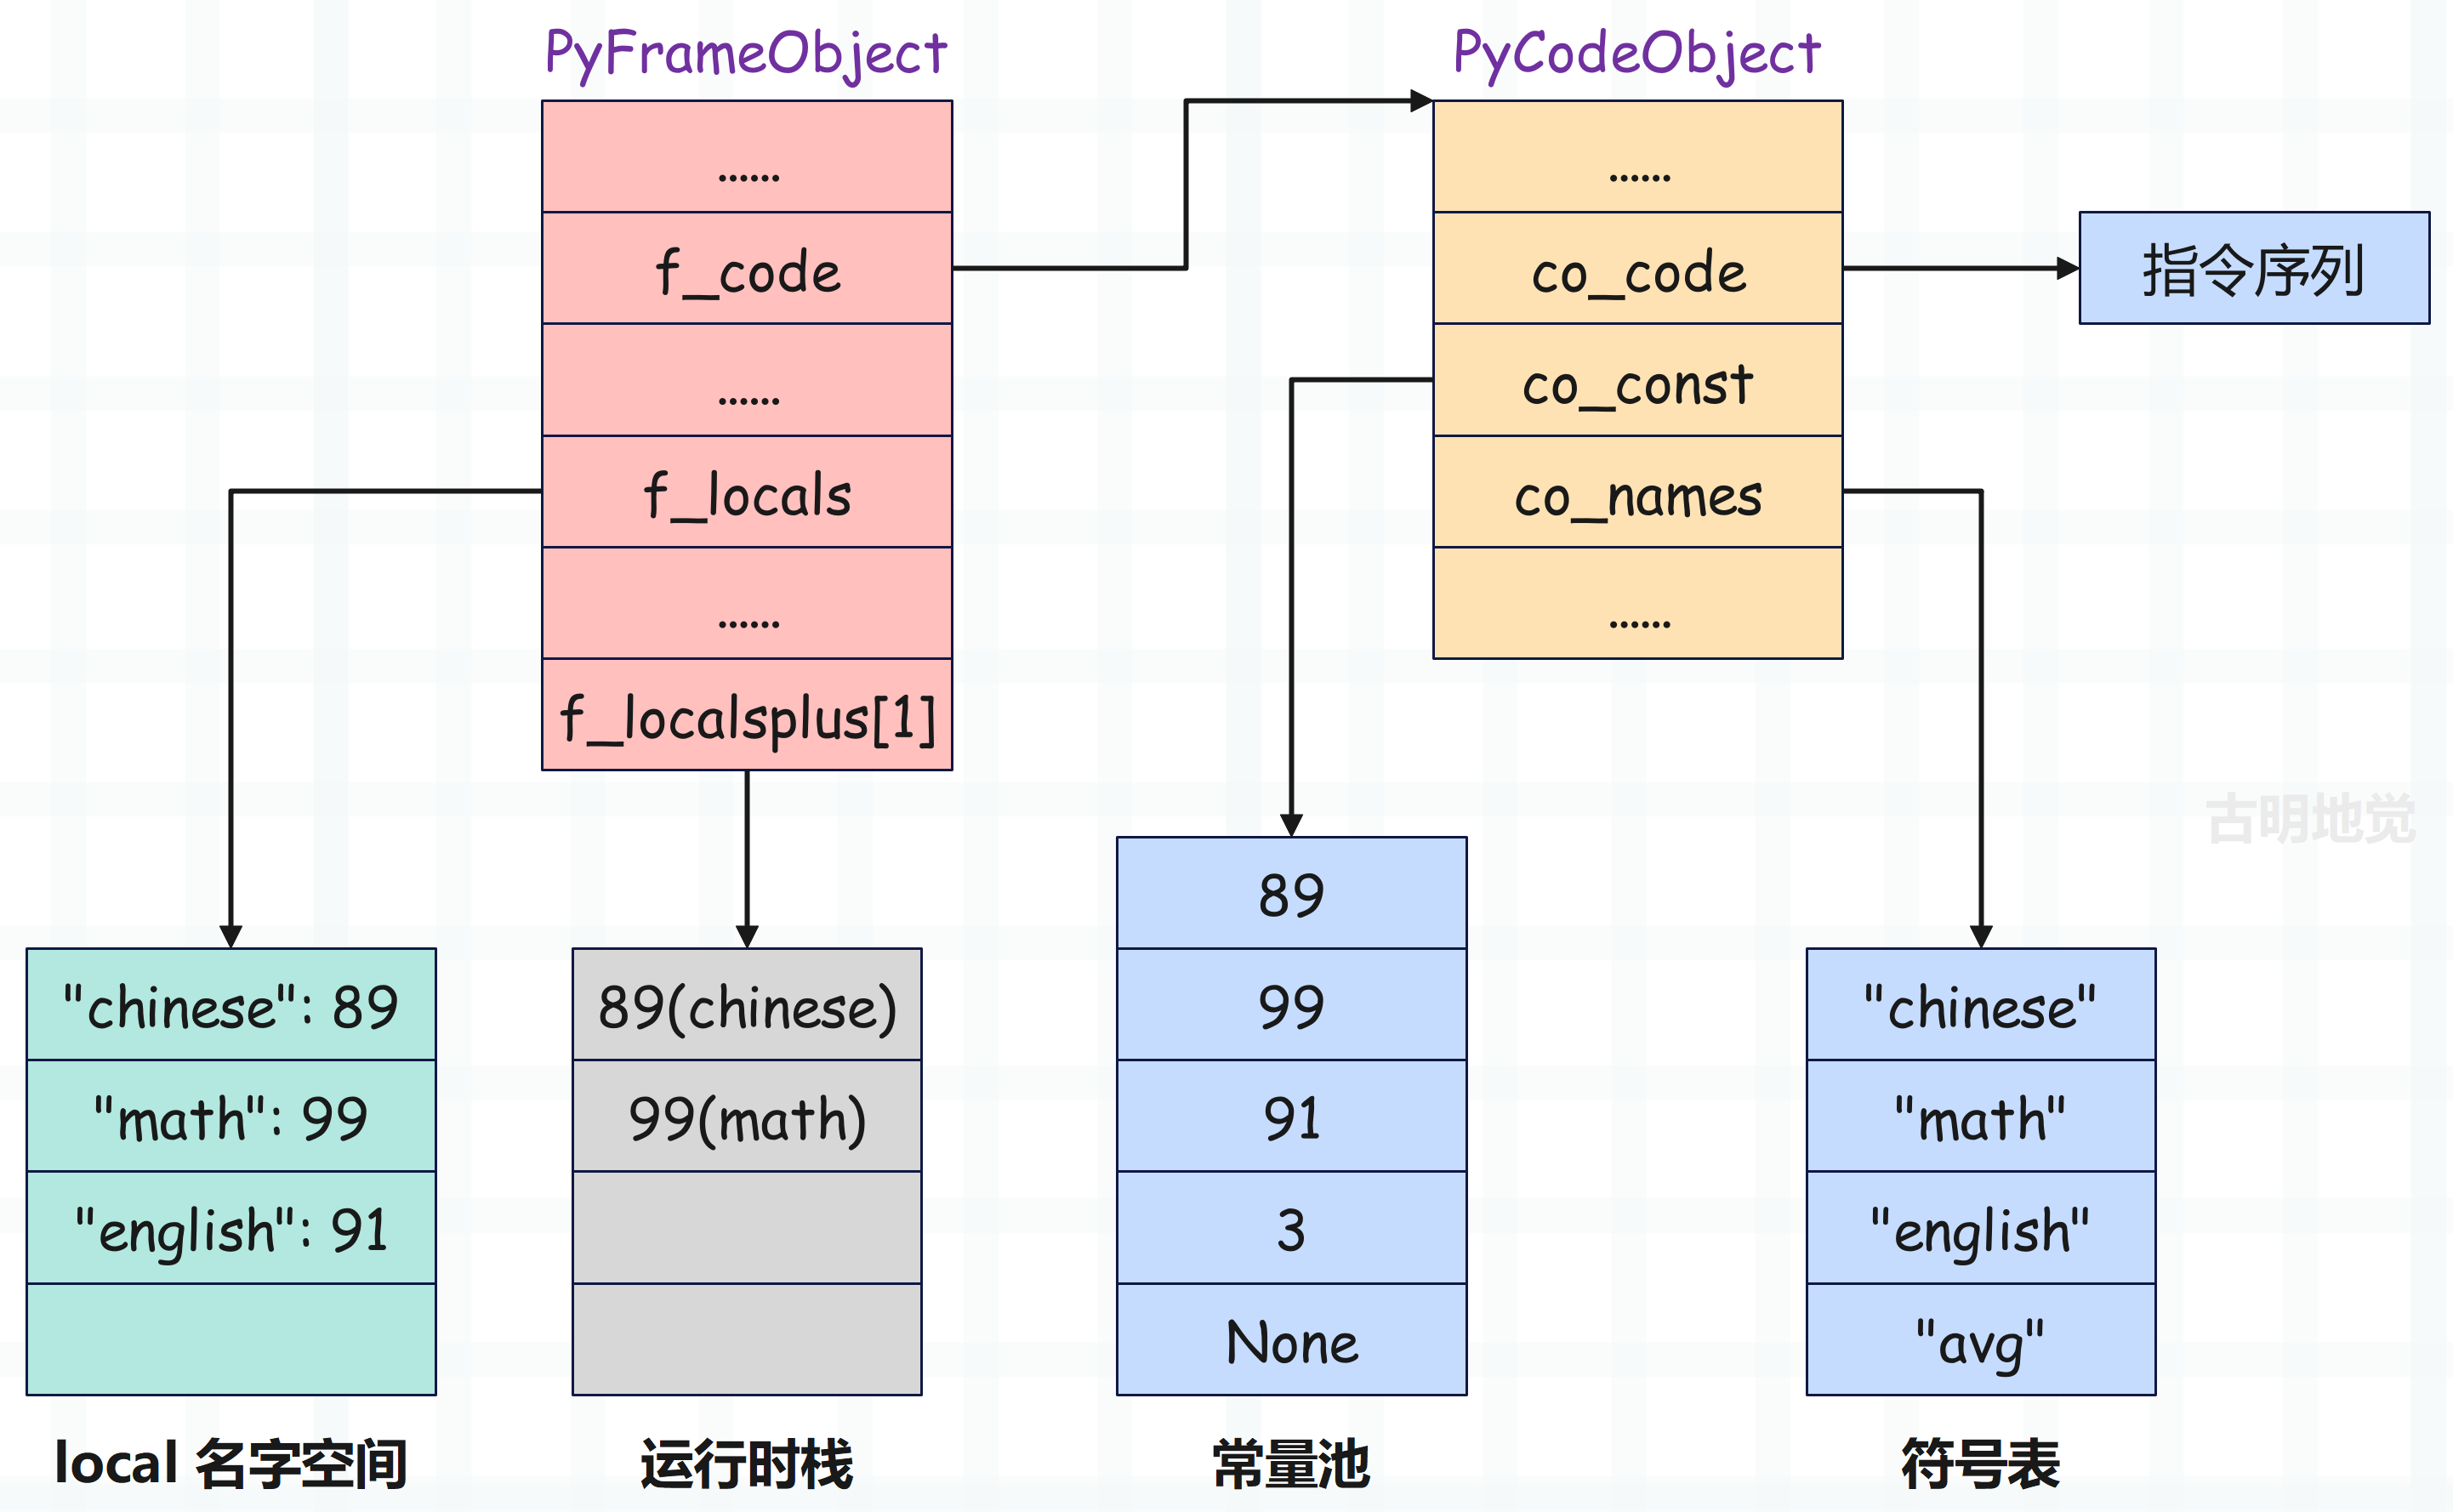 PyFrameObject
......
f_code
......
f_locals
......
f_localsplus[1]
PyCodeObject
......
co_code
co_const
co_names
......
指令序列
古明地觉
"chinese": 89
"math": 99
"english": 91
local 名字空间
89(chinese)
99(math)
运行时栈
89
99
91
3
None
常量池
"chinese"
"math"
"english"
"avg"
符号表